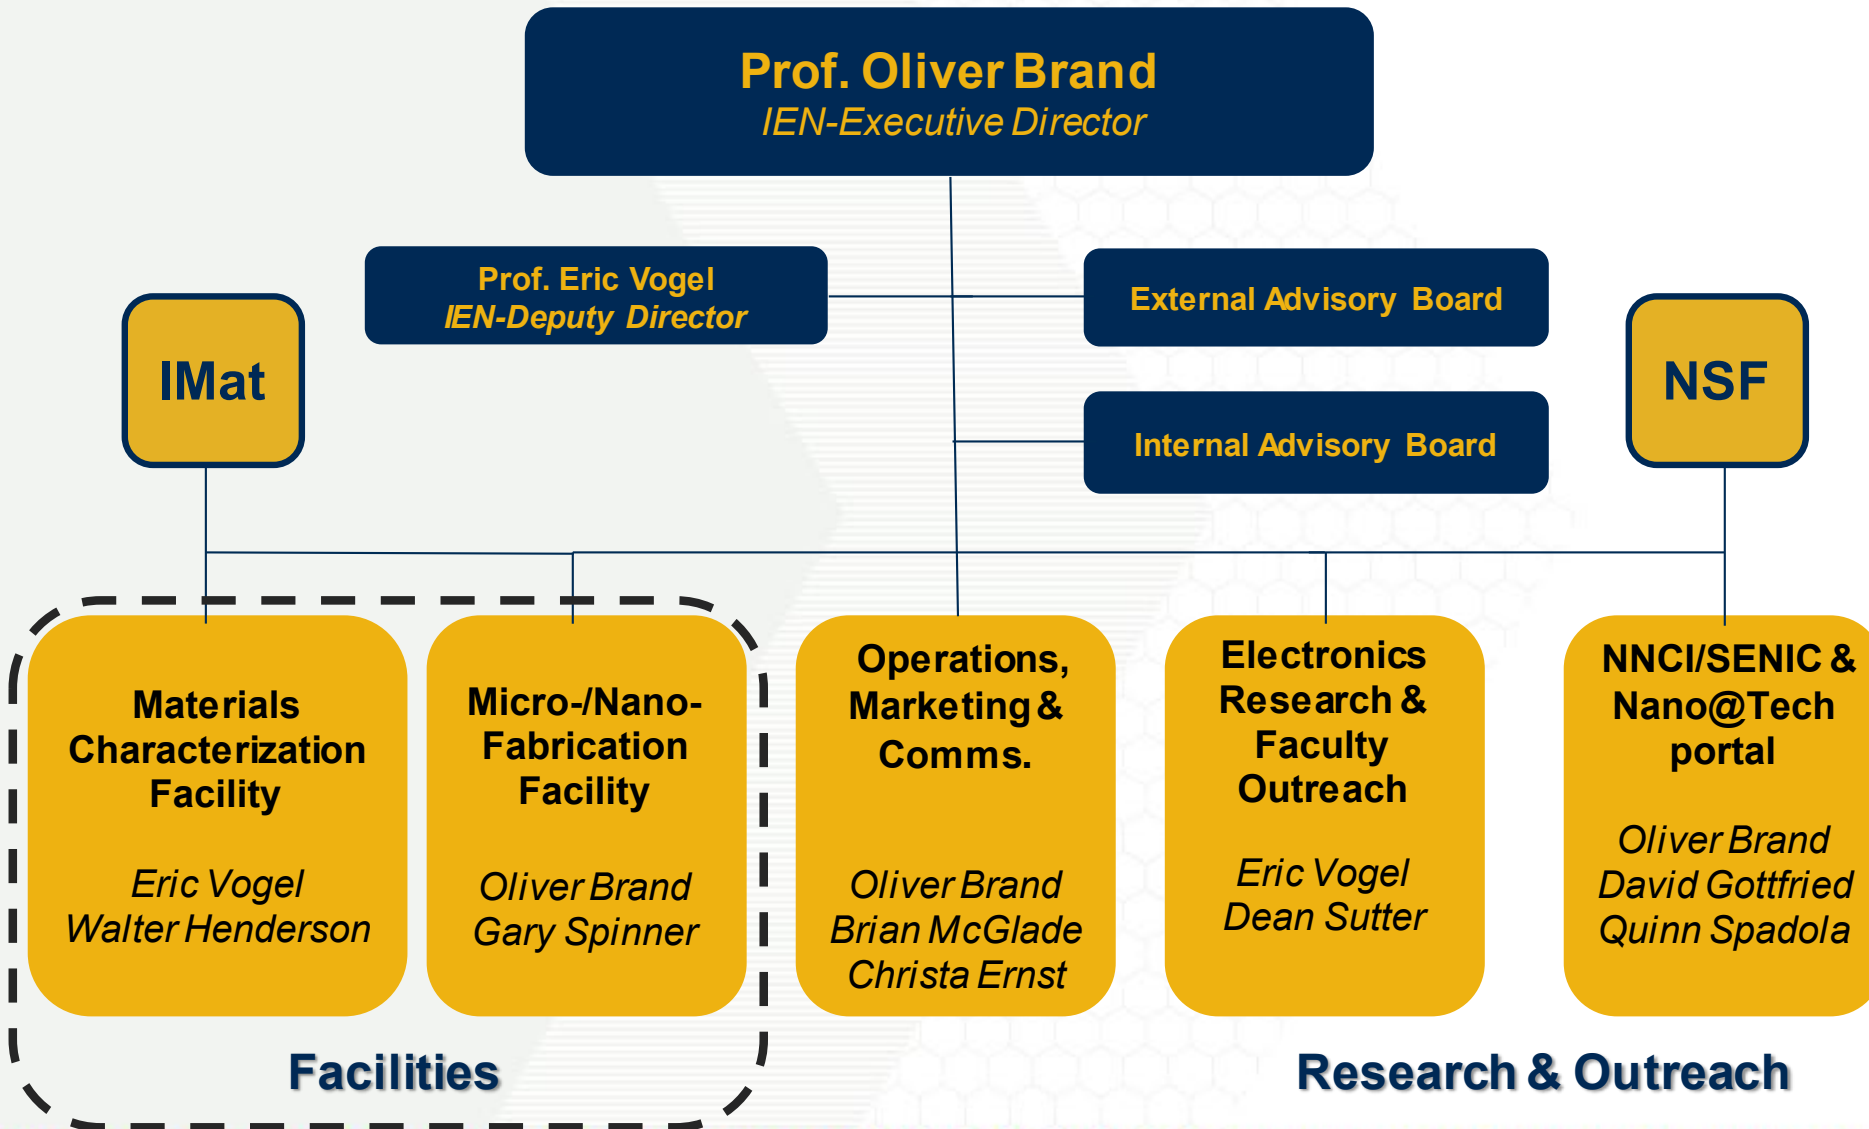 Prof. Oliver Brand
IEN-Executive Director
Prof. Eric Vogel
IEN-Deputy Director
External Advisory Board
IMat
NSF
Internal Advisory Board
Materials
Characterization
Facility
Eric Vogel
Walter Henderson
Micro-/Nano-
Fabrication
Facility
Oliver Brand
Gary Spinner
Operations,
Marketing &
Comms.
Oliver Brand
Brian McGlade
Christa Ernst
Electronics
Research &
Faculty
Outreach
Eric Vogel
Dean Sutter
NNCI/SENIC &
Nano@Tech
portal
Oliver Brand
David Gottfried
Quinn Spadola
Facilities
Research & Outreach